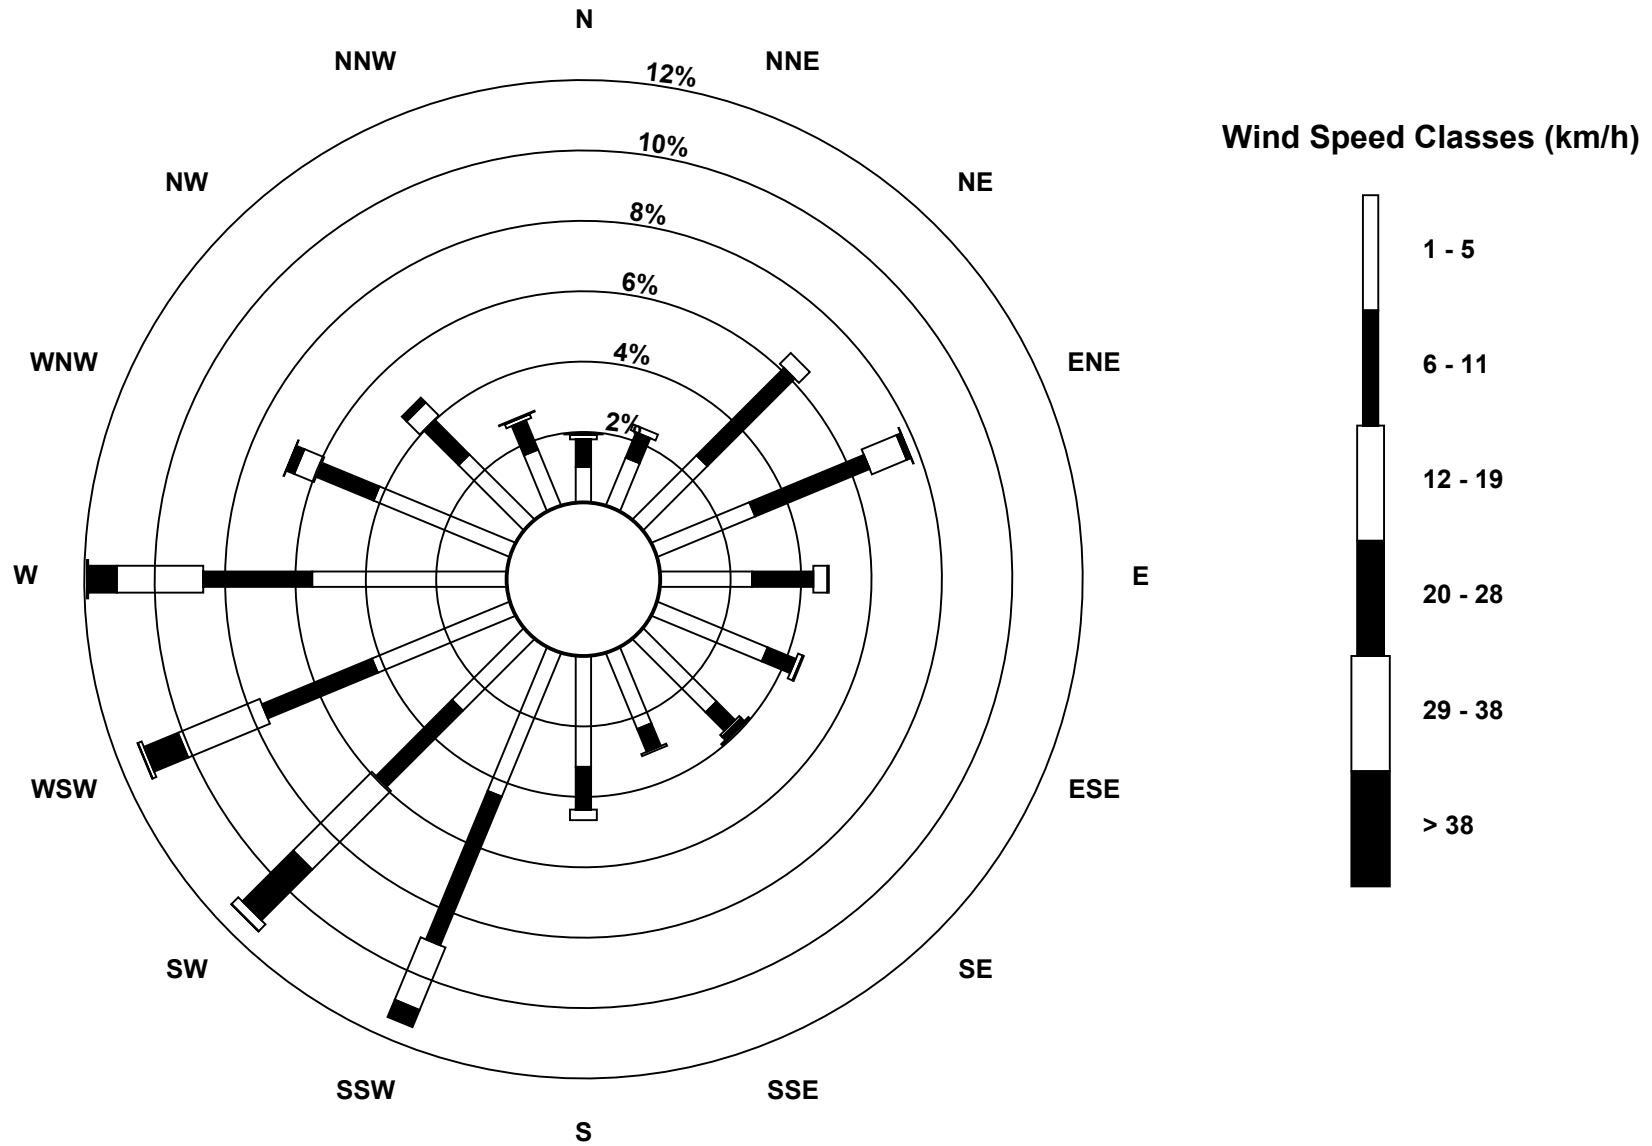 N
NNW
NNE
12%
10%
8%
6%
4%
2%
NW
NE
WNW
ENE
W
E
WSW
ESE
SW
SE
SSW
SSE
S
Wind Speed Classes (km/h)
1 - 5
6 - 11
12 - 19
20 - 28
29 - 38
> 38